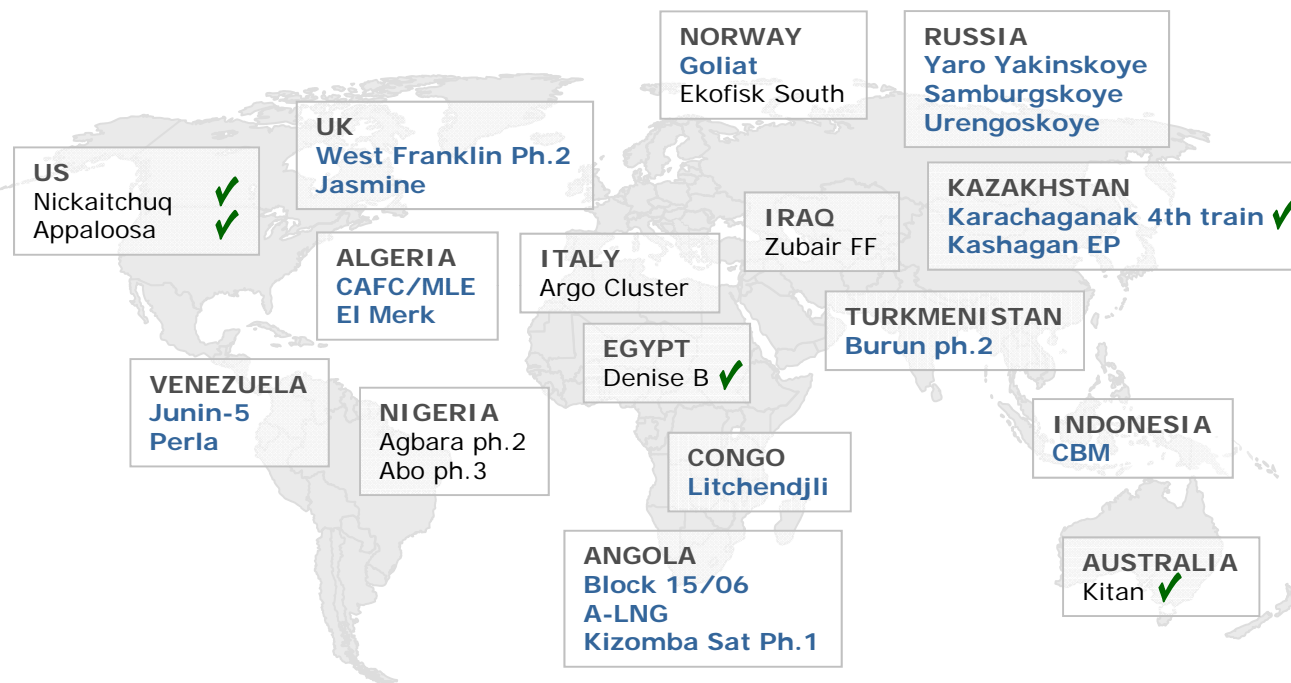 NORWAY
Goliat
Ekofisk South
RUSSIA
Yaro Yakinskoye
Samburgskoye
Urengoskoye
UK
West Franklin Ph.2
Jasmine
US
Nickaitchuq ✓
Appaloosa ✓
KAZAKHSTAN
Karachaganak 4th train ✓
Kashagan EP
IRAQ
Zubair FF
ALGERIA
CAFC/MLE
El Merk
ITALY
Argo Cluster
TURKMENISTAN
Burun ph.2
EGYPT
Denise B ✓
VENEZUELA
Junin-5
Perla
NIGERIA
Agbara ph.2
Abo ph.3
INDONESIA
CBM
CONGO
Litchendjli
ANGOLA
Block 15/06
A-LNG
Kizomba Sat Ph.1
AUSTRALIA
Kitan ✓